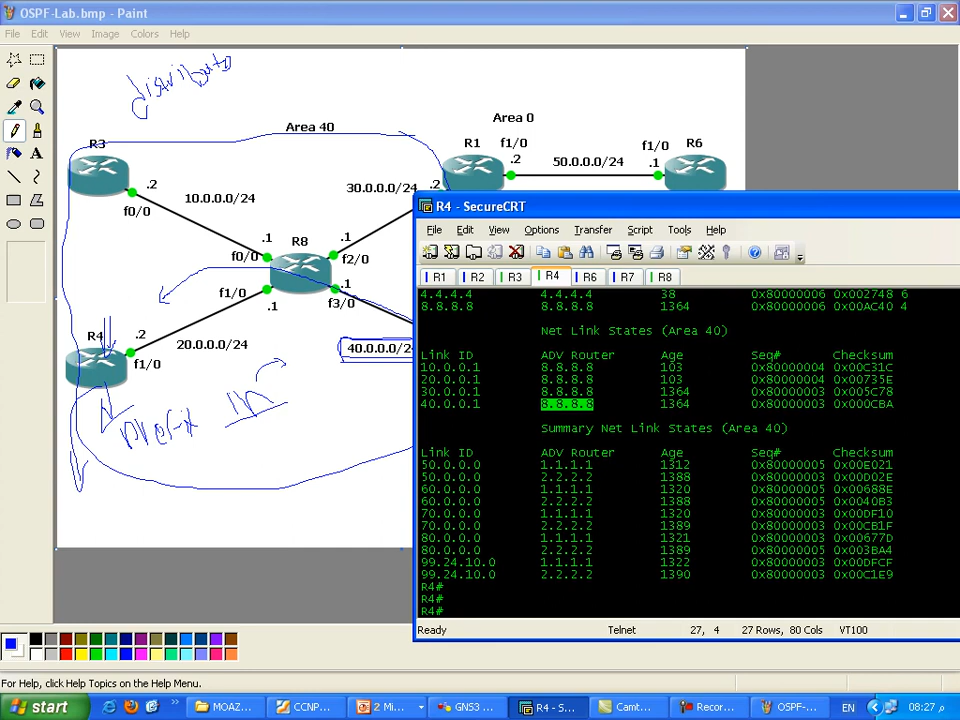 OSPF-Lab.bmp - Paint
File Edit View Image Colors Help
distribute
Area 0
Area 40
R3
R1
f1/0
.2
50.0.0.0/24
f1/0
.1
R6
.2
f0/0
10.0.0.0/24
30.0.0.0/24
.2
.1
R8
.1
f0/0
f2/0
f1/0
.1
f3/0
.1
R4
.2
f1/0
20.0.0.0/24
40.0.0.0/2
prefix IN
R4 - SecureCRT
File Edit View Options Transfer Script Tools Help
R1 R2 R3 R4 R6 R7 R8
4.4.4.4 4.4.4.4 38 0x80000006 0x002748 6
8.8.8.8 8.8.8.8 1364 0x80000006 0x00AC40 4
Net Link States (Area 40)
Link ID ADV Router Age Seq# Checksum
10.0.0.1 8.8.8.8 103 0x80000004 0x00C31C
20.0.0.1 8.8.8.8 103 0x80000004 0x00735E
30.0.0.1 8.8.8.8 1364 0x80000003 0x005C78
40.0.0.1 8.8.8.8 1364 0x80000003 0x000CBA
Summary Net Link States (Area 40)
Link ID ADV Router Age Seq# Checksum
50.0.0.0 1.1.1.1 1312 0x80000005 0x00E021
50.0.0.0 2.2.2.2 1388 0x80000003 0x00D02E
60.0.0.0 1.1.1.1 1320 0x80000003 0x00688E
60.0.0.0 2.2.2.2 1388 0x80000005 0x0040B3
70.0.0.0 1.1.1.1 1320 0x80000003 0x00DF10
70.0.0.0 2.2.2.2 1389 0x80000003 0x00CB1F
80.0.0.0 1.1.1.1 1321 0x80000003 0x00677D
80.0.0.0 2.2.2.2 1389 0x80000005 0x003BA4
99.24.10.0 1.1.1.1 1322 0x80000003 0x00DFCF
99.24.10.0 2.2.2.2 1390 0x80000003 0x00C1E9
R4#
R4#
R4#
Ready Telnet 27, 4 27 Rows, 80 Cols VT100
For Help, click Help Topics on the Help Menu.
start MOAZ... CCNP... 2 Mi... GNS3 R4 - S... Camt... Recor... OSPF-... EN 08:27 ق